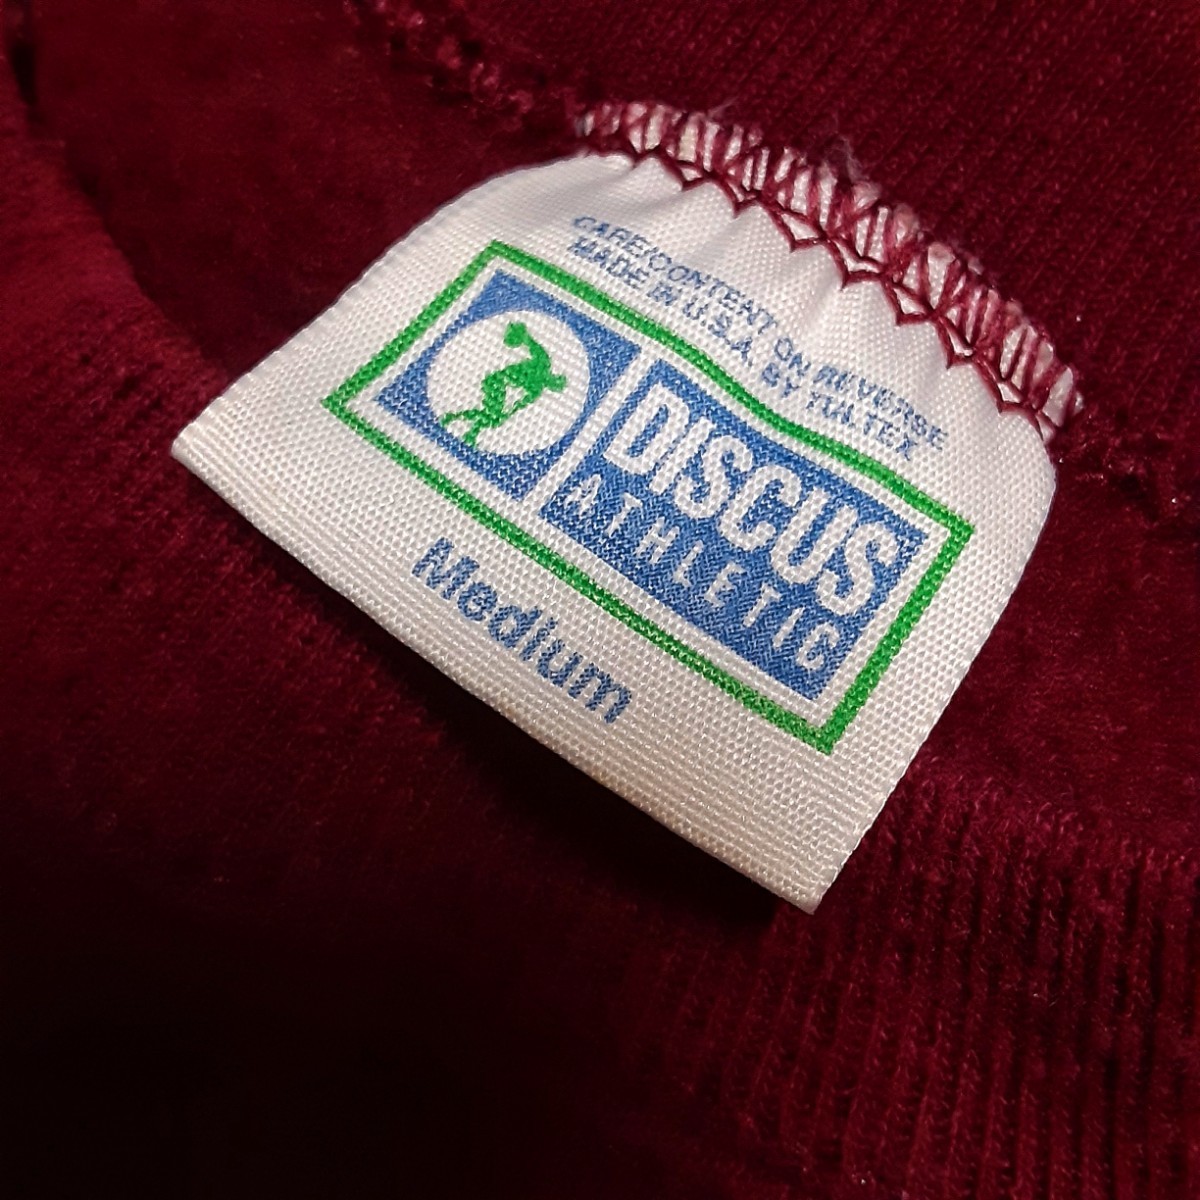 CARE/CONTENT ON REVERSE
MADE IN U.S.A. BY TULTEX
DISCUS
ATHLETIC
Medium